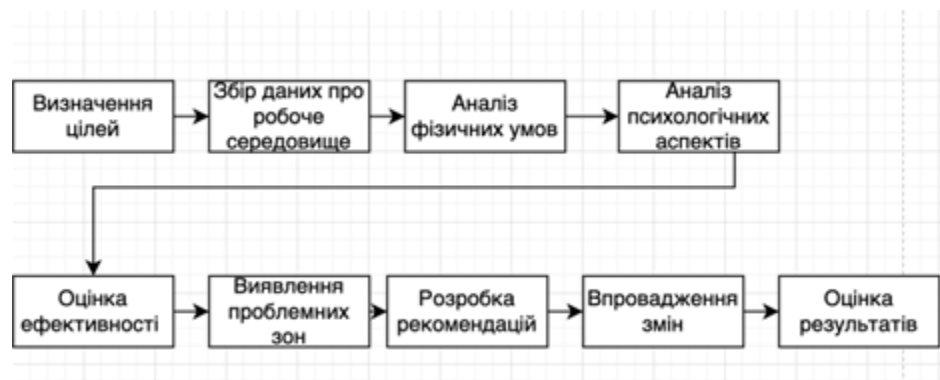 Визначення
цілей
Збір даних про
робоче
середовище
Аналіз
фізичних умов
Аналіз
психологічних
аспектів
Оцінка
ефективності
Виявлення
проблемних
зон
Розробка
рекомендацій
Впровадження
змін
Оцінка
результатів